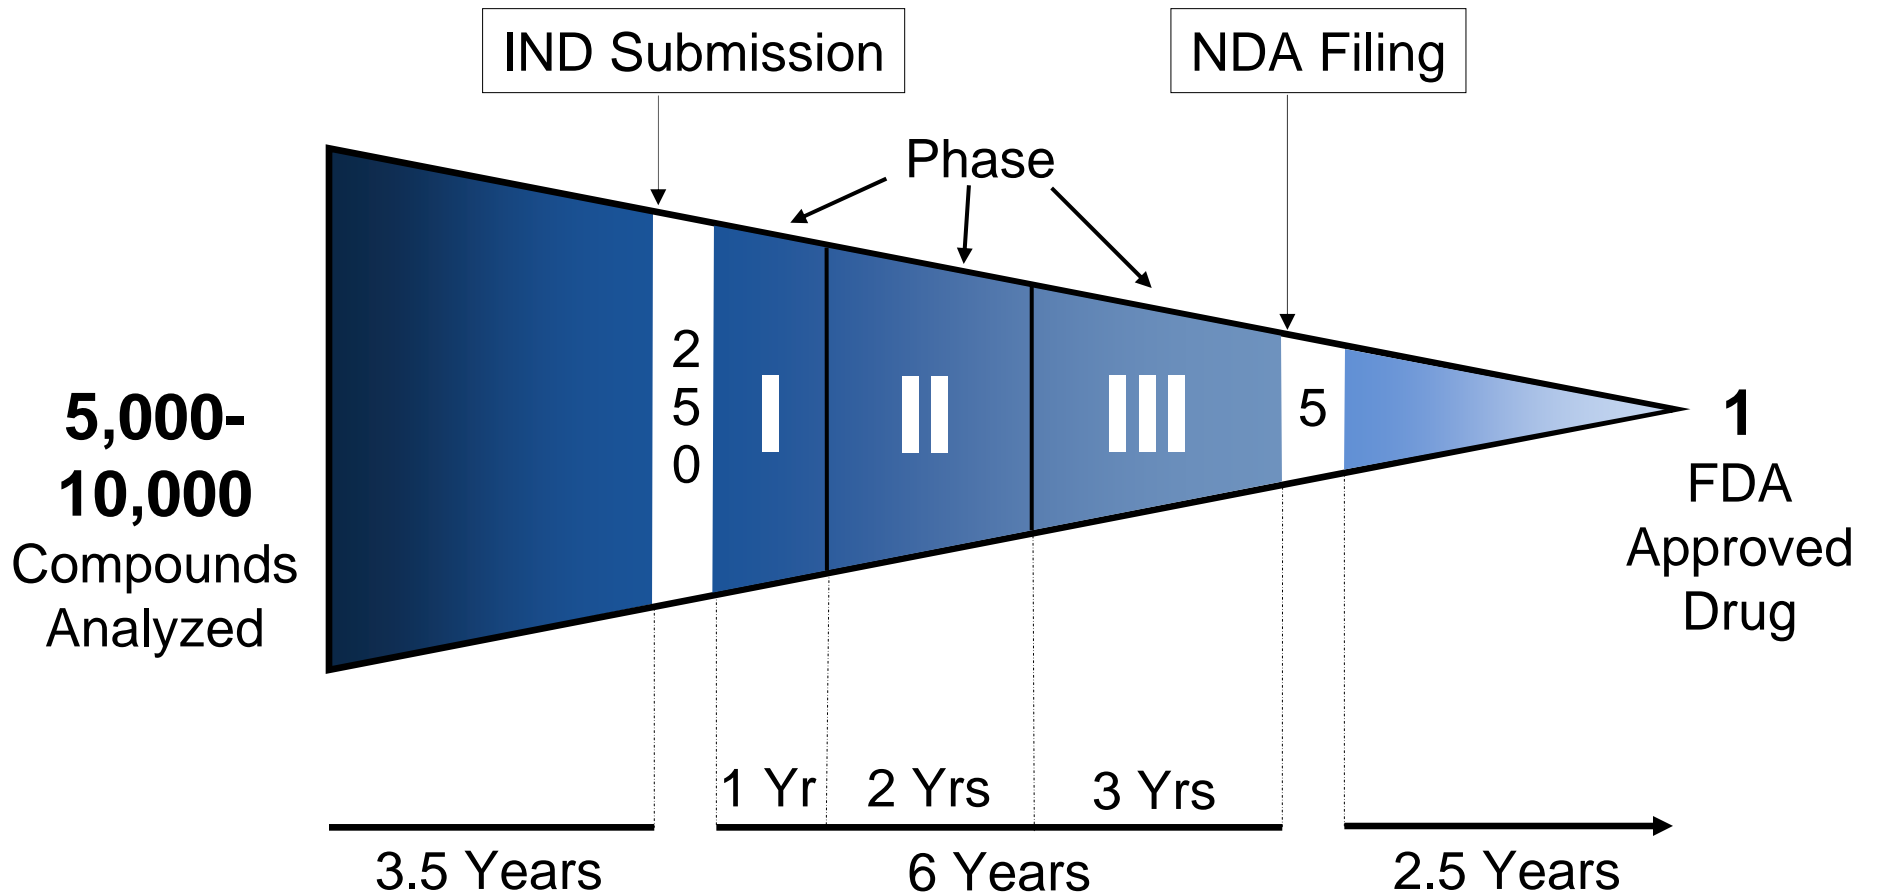 IND Submission
NDA Filing
Phase
5,000-
10,000
Compounds
Analyzed
2
5
0
I
II
III
5
1
FDA
Approved
Drug
1 Yr
2 Yrs
3 Yrs
3.5 Years
6 Years
2.5 Years